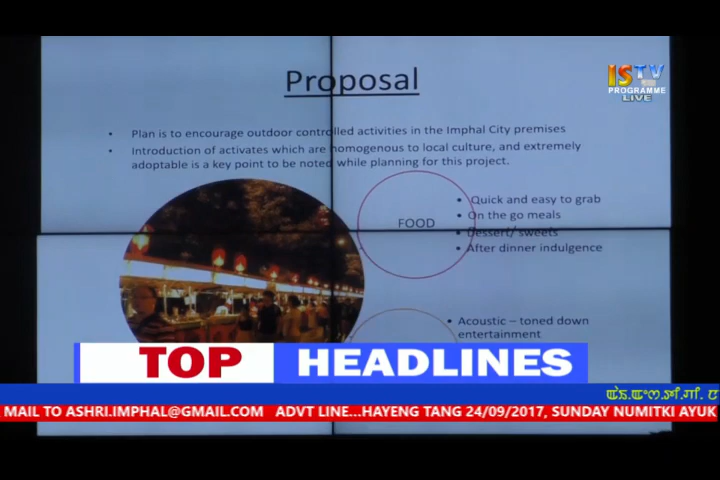 Proposal
ISTV
PROGRAMME
LIVE
• Plan is to encourage outdoor controlled activities in the Imphal City premises
• Introduction of activates which are homogenous to local culture, and extremely
adoptable is a key point to be noted while planning for this project.
FOOD
• Quick and easy to grab
• On the go meals
• Dessert/ sweets
• After dinner indulgence
• Acoustic – toned down
entertainment
TOP HEADLINES
MAIL TO ASHRI.IMPHAL@GMAIL.COM ADVT LINE...HAYENG TANG 24/09/2017, SUNDAY NUMITKI AYUK